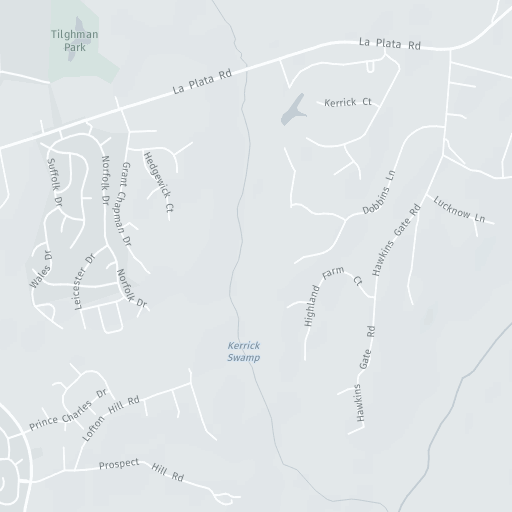 Tilghman
Park
La Plata Rd
La Plata Rd
Kerrick Ct
Suffolk Dr
Norfolk Dr
Grant Chapman Dr
Hedgewick Ct
Dobbins Ln
Lucknow Ln
Hawkins Gate Rd
Wales Dr
Leicester Dr
Norfolk Dr
Highland Farm Ct
Kerrick
Swamp
Hawkins Gate Rd
Prince Charles Dr
Lofton Hill Rd
Prospect Hill Rd